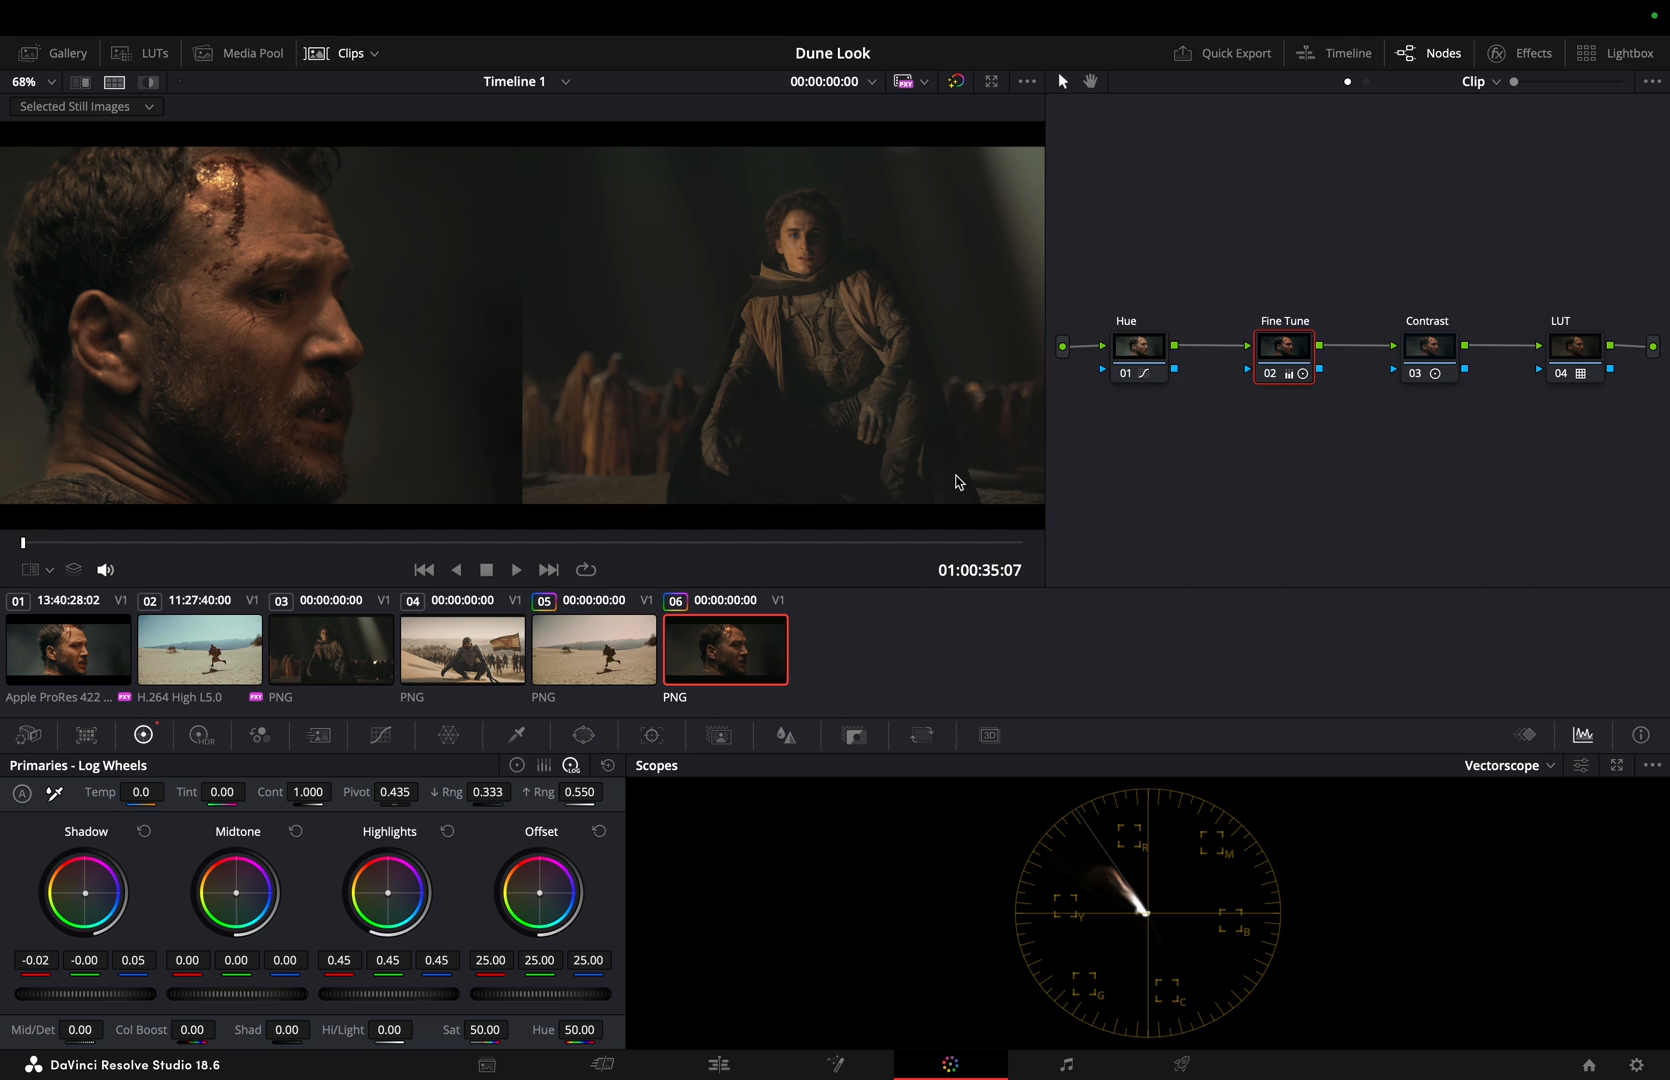 Gallery LUTs Media Pool Clips Dune Look Quick Export Timeline Nodes Effects Lightbox
68% Timeline 1 00:00:00:00 PXY Clip
Selected Still Images
Hue Fine Tune Contrast LUT
01 02 03 04
01:00:35:07
01 13:40:28:02 V1 02 11:27:40:00 V1 03 00:00:00:00 V1 04 00:00:00:00 V1 05 00:00:00:00 V1 06 00:00:00:00 V1
Apple ProRes 422 ... PXY H.264 High L5.0 PXY PNG PNG PNG PNG
HDR 3D
Primaries - Log Wheels LOG Scopes Vectorscope
A Temp 0.0 Tint 0.00 Cont 1.000 Pivot 0.435 ↓ Rng 0.333 ↑ Rng 0.550
Shadow Midtone Highlights Offset
R M
Y B
G C
-0.02 -0.00 0.05 0.00 0.00 0.00 0.45 0.45 0.45 25.00 25.00 25.00
Mid/Det 0.00 Col Boost 0.00 Shad 0.00 Hi/Light 0.00 Sat 50.00 Hue 50.00
DaVinci Resolve Studio 18.6